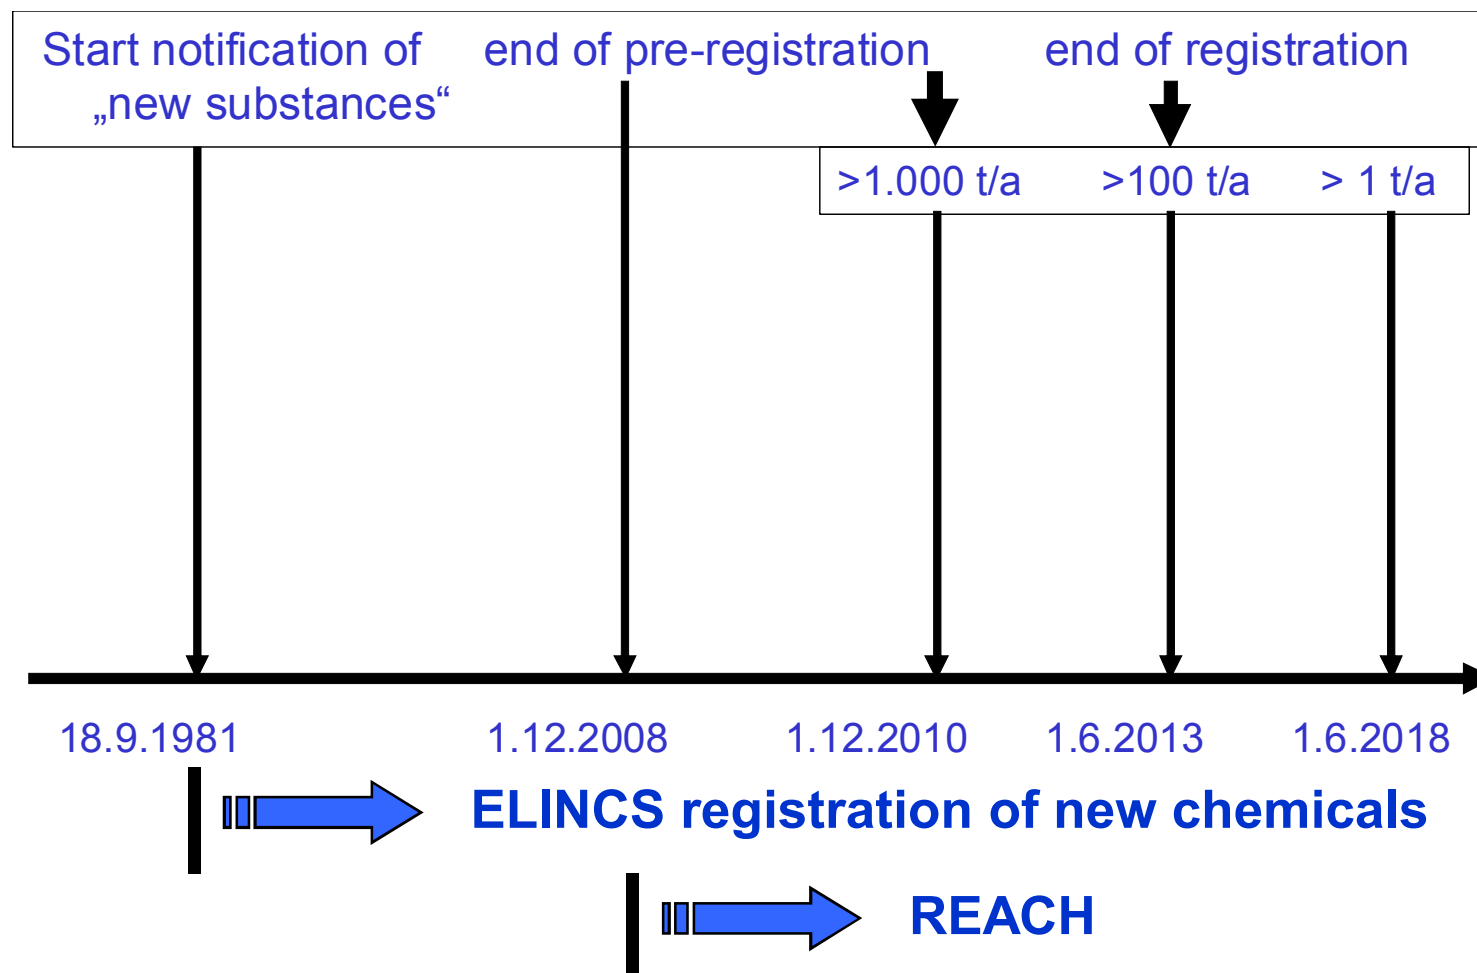 Start notification of
„new substances“
end of pre-registration
end of registration
>1.000 t/a >100 t/a > 1 t/a
18.9.1981 1.12.2008 1.12.2010 1.6.2013 1.6.2018
ELINCS registration of new chemicals
REACH